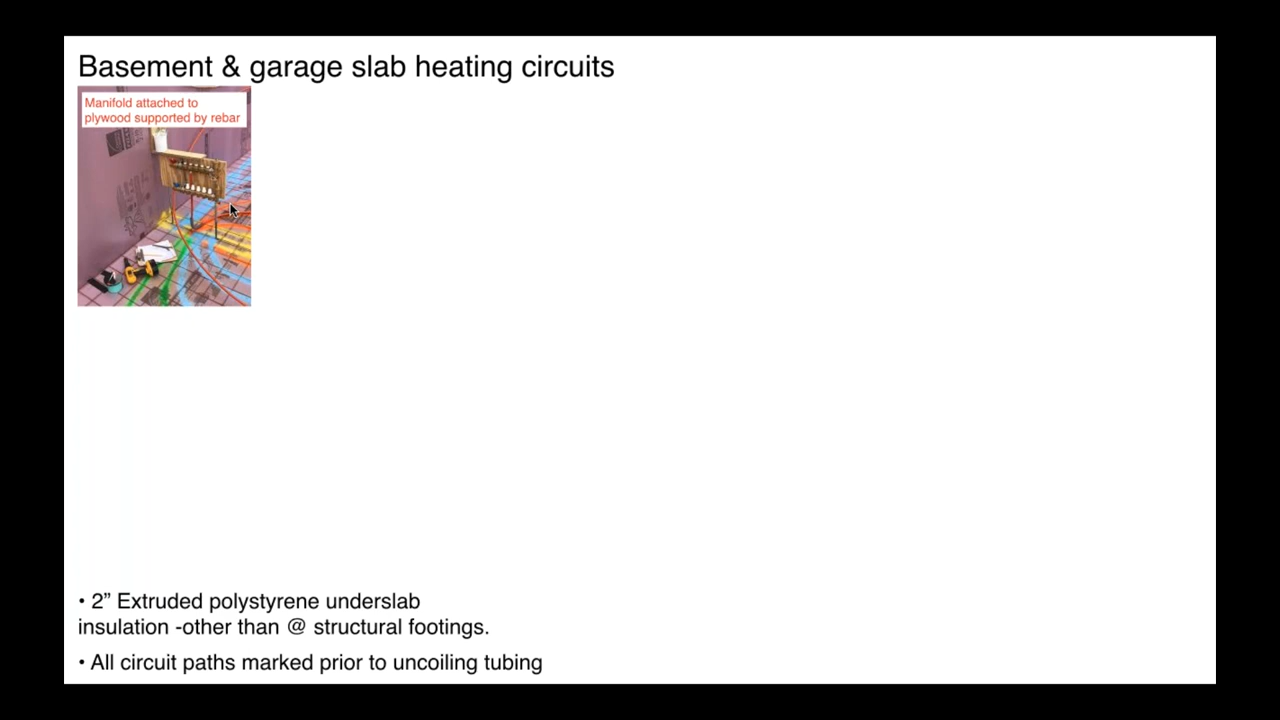 Basement & garage slab heating circuits
Manifold attached to
plywood supported by rebar
• 2” Extruded polystyrene underslab
insulation -other than @ structural footings.
• All circuit paths marked prior to uncoiling tubing